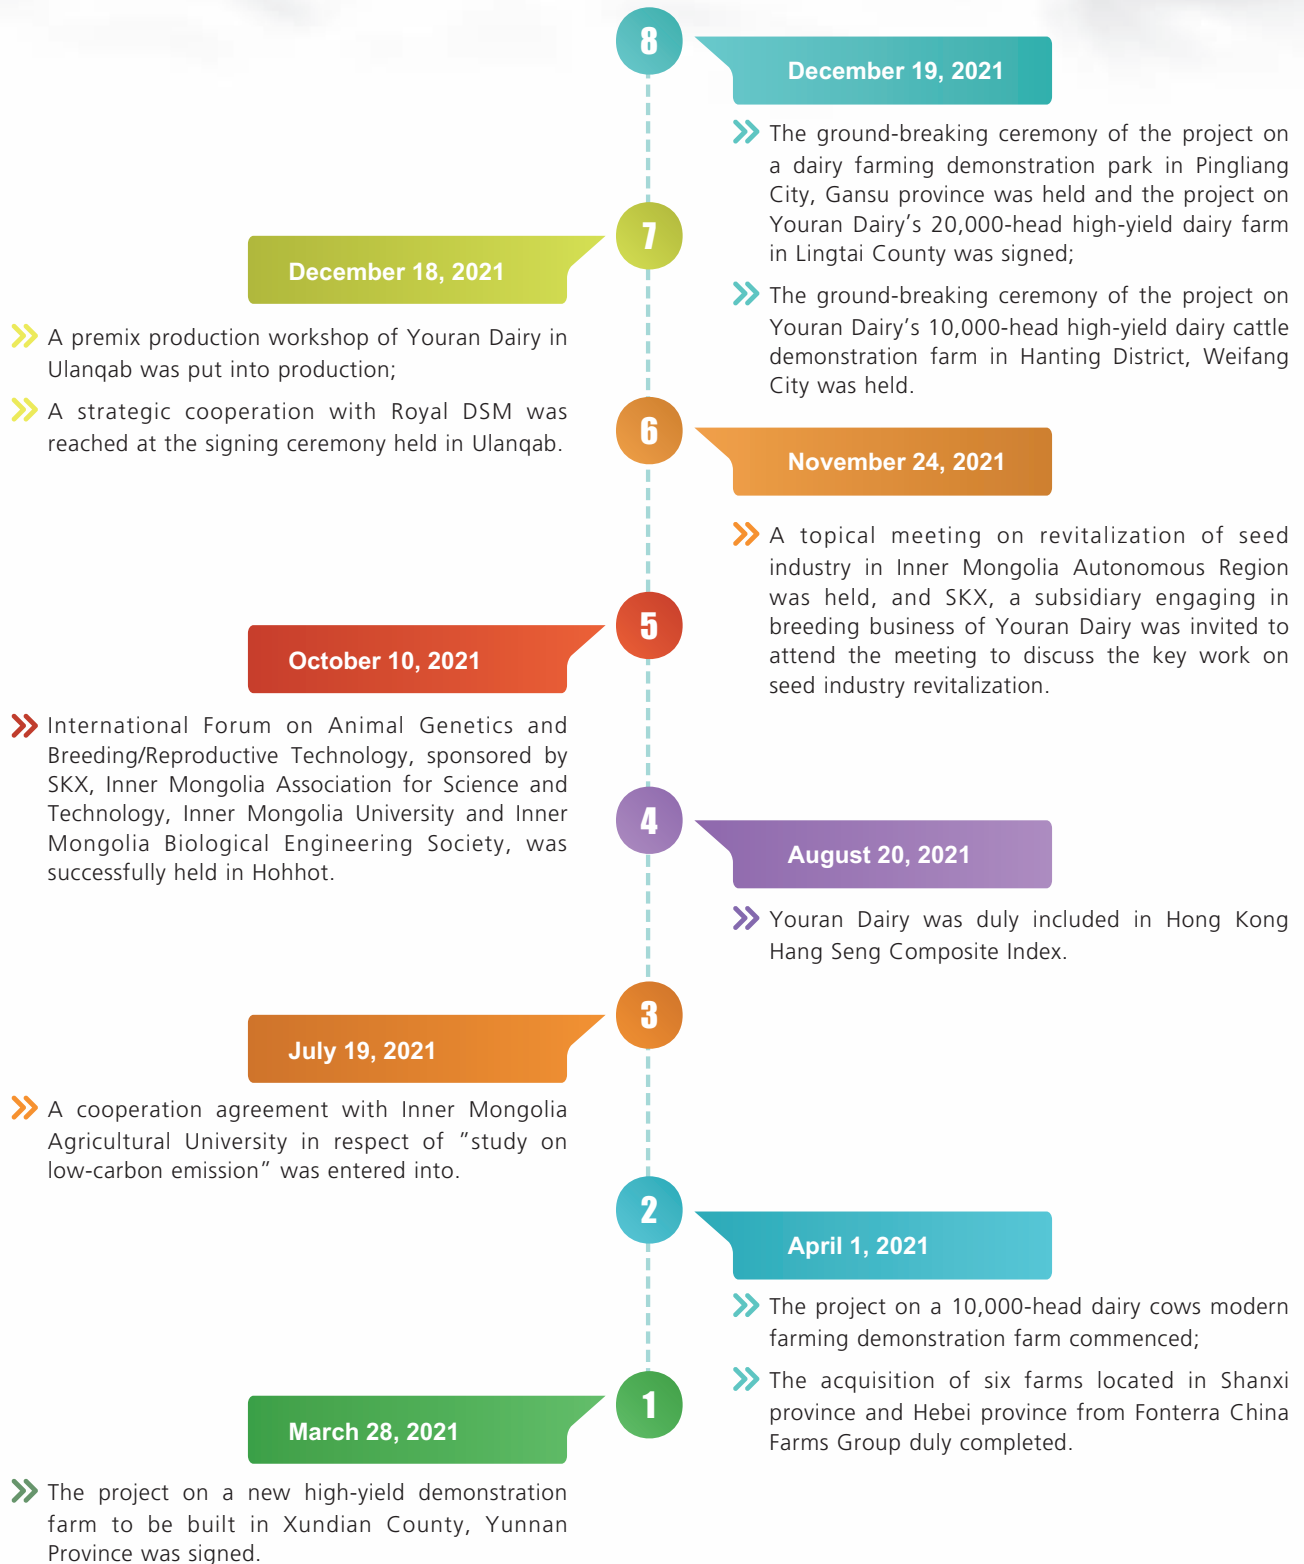 8
December 19, 2021
The ground-breaking ceremony of the project on
a dairy farming demonstration park in Pingliang
City, Gansu province was held and the project on
Youran Dairy's 20,000-head high-yield dairy farm
in Lingtai County was signed;
The ground-breaking ceremony of the project on
Youran Dairy's 10,000-head high-yield dairy cattle
demonstration farm in Hanting District, Weifang
City was held.
7
December 18, 2021
A premix production workshop of Youran Dairy in
Ulanqab was put into production;
A strategic cooperation with Royal DSM was
reached at the signing ceremony held in Ulanqab.
6
November 24, 2021
A topical meeting on revitalization of seed
industry in Inner Mongolia Autonomous Region
was held, and SKX, a subsidiary engaging in
breeding business of Youran Dairy was invited to
attend the meeting to discuss the key work on
seed industry revitalization.
5
October 10, 2021
International Forum on Animal Genetics and
Breeding/Reproductive Technology, sponsored by
SKX, Inner Mongolia Association for Science and
Technology, Inner Mongolia University and Inner
Mongolia Biological Engineering Society, was
successfully held in Hohhot.
4
August 20, 2021
Youran Dairy was duly included in Hong Kong
Hang Seng Composite Index.
3
July 19, 2021
A cooperation agreement with Inner Mongolia
Agricultural University in respect of "study on
low-carbon emission" was entered into.
2
April 1, 2021
The project on a 10,000-head dairy cows modern
farming demonstration farm commenced;
The acquisition of six farms located in Shanxi
province and Hebei province from Fonterra China
Farms Group duly completed.
1
March 28, 2021
The project on a new high-yield demonstration
farm to be built in Xundian County, Yunnan
Province was signed.